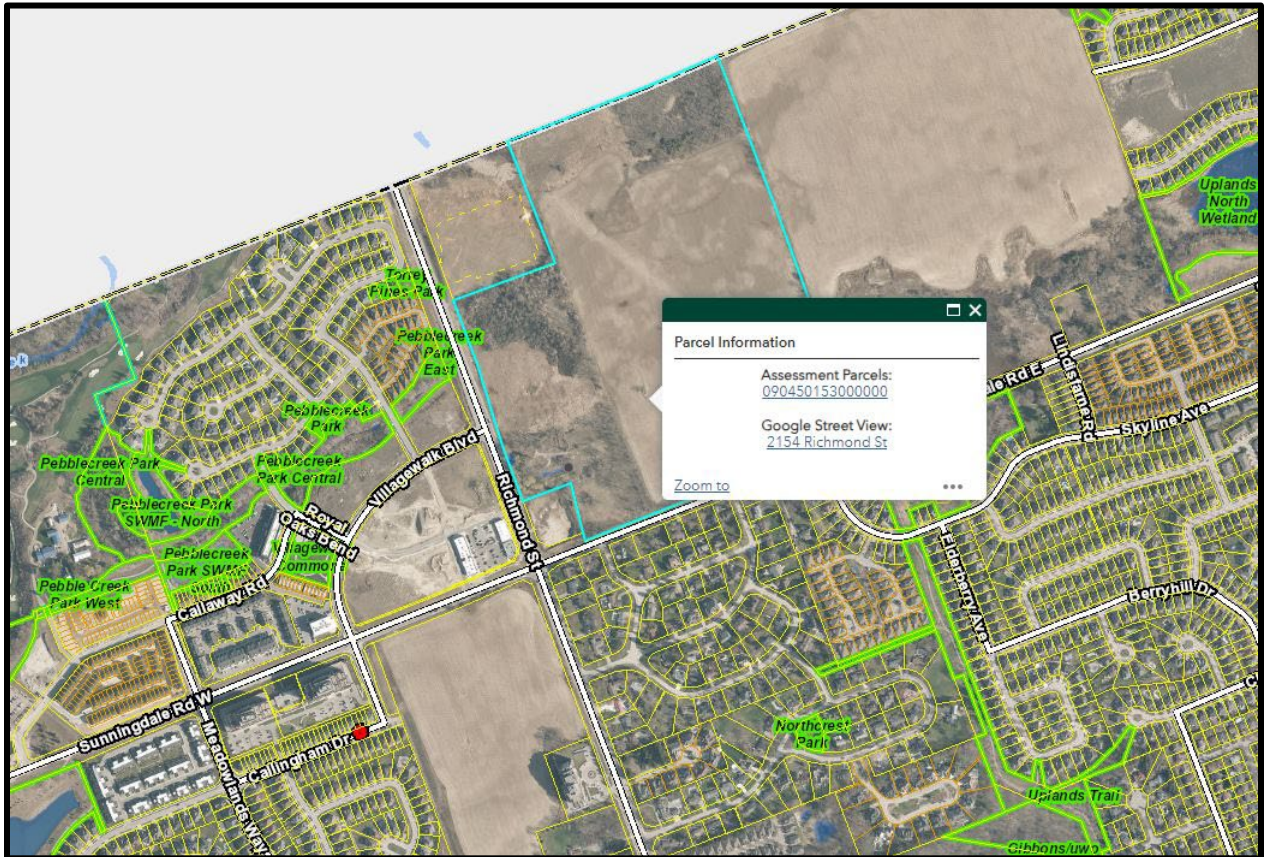 Uplands
North
Wetland
Torrey
Pines Park
Pebblecreek
Park
East
Pebblecreek
Park
Villagewalk Blvd
Pebblecreek Park
Central
Pebblecreek
Park Central
Pebblecreek Park
SWMF - North
Royal
Oaks Bend
Richmond St
Pebblecreek
Park SWMF
Common
Pebble Creek
Park West
Callaway Rd
Parcel Information
Assessment Parcels:
090450153000000
Google Street View:
2154 Richmond St
Zoom to
•••
dale Rd E
Lindisfarne Rd
Skyline Ave
Elderberry Ave
Berryhill Dr
Sunningdale Rd W
Callingham Dr
Meadowlands Way
Northcrest
Park
Uplands Trail